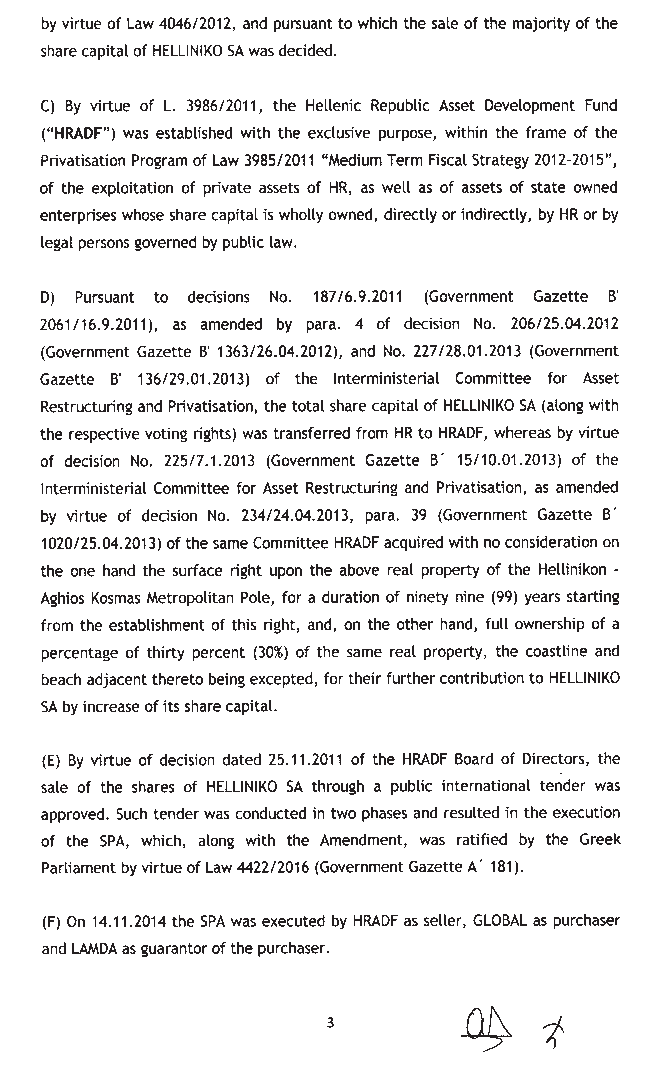 by virtue of Law 4046/2012, and pursuant to which the sale of the majority of the
share capital of HELLINIKO SA was decided.
C) By virtue of L. 3986/2011, the Hellenic Republic Asset Development Fund
(“HRADF”) was established with the exclusive purpose, within the frame of the
Privatisation Program of Law 3985/2011 “Medium Term Fiscal Strategy 2012-2015”,
of the exploitation of private assets of HR, as well as of assets of state owned
enterprises whose share capital is wholly owned, directly or indirectly, by HR or by
legal persons governed by public law.
D) Pursuant to decisions No. 187/6.9.2011 (Government Gazette B'
2061/16.9.2011), as amended by para. 4 of decision No. 206/25.04.2012
(Government Gazette B' 1363/26.04.2012), and No. 227/28.01.2013 (Government
Gazette B' 136/29.01.2013) of the Interministerial Committee for Asset
Restructuring and Privatisation, the total share capital of HELLINIKO SA (along with
the respective voting rights) was transferred from HR to HRADF, whereas by virtue
of decision No. 225/7.1.2013 (Government Gazette B´ 15/10.01.2013) of the
Interministerial Committee for Asset Restructuring and Privatisation, as amended
by virtue of decision No. 234/24.04.2013, para. 39 (Government Gazette B´
1020/25.04.2013) of the same Committee HRADF acquired with no consideration on
the one hand the surface right upon the above real property of the Hellinikon -
Aghios Kosmas Metropolitan Pole, for a duration of ninety nine (99) years starting
from the establishment of this right, and, on the other hand, full ownership of a
percentage of thirty percent (30%) of the same real property, the coastline and
beach adjacent thereto being excepted, for their further contribution to HELLINIKO
SA by increase of its share capital.
(E) By virtue of decision dated 25.11.2011 of the HRADF Board of Directors, the
sale of the shares of HELLINIKO SA through a public international tender was
approved. Such tender was conducted in two phases and resulted in the execution
of the SPA, which, along with the Amendment, was ratified by the Greek
Parliament by virtue of Law 4422/2016 (Government Gazette A´ 181).
(F) On 14.11.2014 the SPA was executed by HRADF as seller, GLOBAL as purchaser
and LAMDA as guarantor of the purchaser.
3